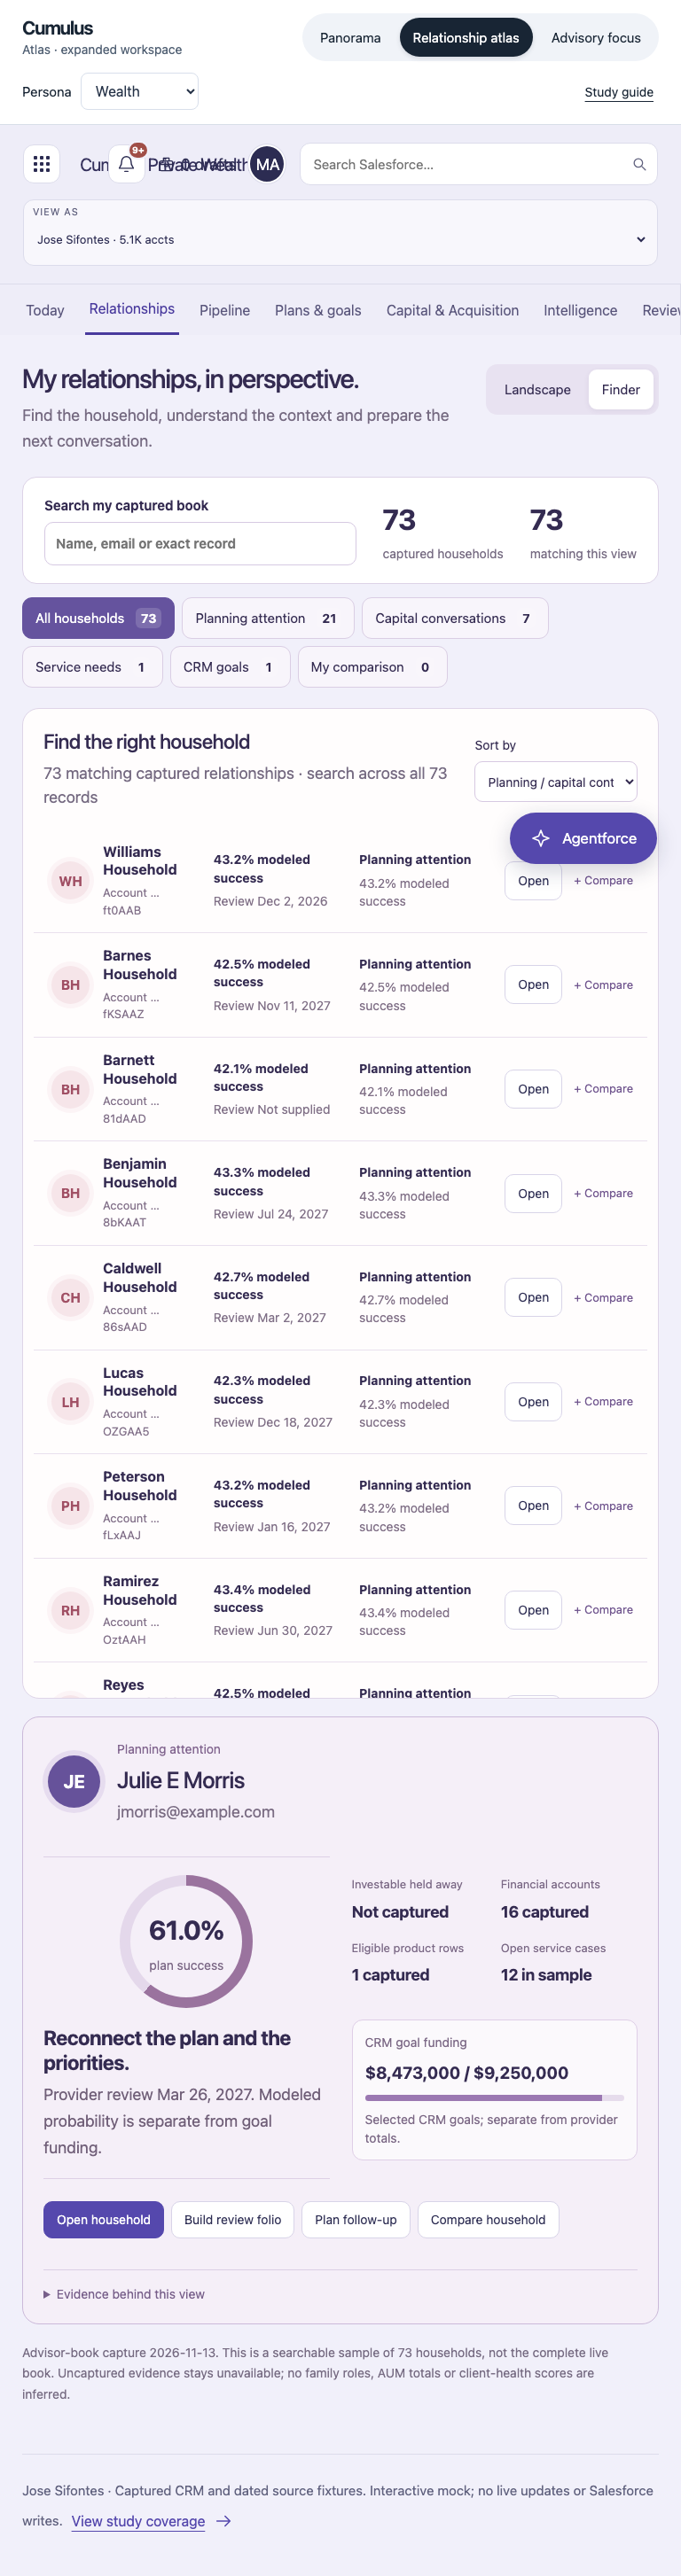 Cumulus
Atlas · expanded workspace
Panorama
Relationship atlas
Advisory focus
Persona
Wealth
Study guide
9+
MA
Search Salesforce...
VIEW AS
Jose Sifontes · 5.1K accts
Today
Relationships
Pipeline
Plans & goals
Capital & Acquisition
Intelligence
My relationships, in perspective.
Find the household, understand the context and prepare the
next conversation.
Landscape
Finder
Search my captured book
Name, email or exact record
73
captured households
73
matching this view
All households 73
Planning attention 21
Capital conversations 7
Service needs 1
CRM goals 1
My comparison 0
Find the right household
73 matching captured relationships · search across all 73
records
Sort by
Planning / capital cont
Agentforce
WH
Williams
Household
Account ...
ft0AAB
43.2% modeled
success
Review Dec 2, 2026
Planning attention
43.2% modeled
success
Open
+ Compare
BH
Barnes
Household
Account ...
fKSAAZ
42.5% modeled
success
Review Nov 11, 2027
Planning attention
42.5% modeled
success
Open
+ Compare
BH
Barnett
Household
Account ...
81dAAD
42.1% modeled
success
Review Not supplied
Planning attention
42.1% modeled
success
Open
+ Compare
BH
Benjamin
Household
Account ...
8bKAAT
43.3% modeled
success
Review Jul 24, 2027
Planning attention
43.3% modeled
success
Open
+ Compare
CH
Caldwell
Household
Account ...
86sAAD
42.7% modeled
success
Review Mar 2, 2027
Planning attention
42.7% modeled
success
Open
+ Compare
LH
Lucas
Household
Account ...
OZGAA5
42.3% modeled
success
Review Dec 18, 2027
Planning attention
42.3% modeled
success
Open
+ Compare
PH
Peterson
Household
Account ...
fLxAAJ
43.2% modeled
success
Review Jan 16, 2027
Planning attention
43.2% modeled
success
Open
+ Compare
RH
Ramirez
Household
Account ...
OztAAH
43.4% modeled
success
Review Jun 30, 2027
Planning attention
43.4% modeled
success
Open
+ Compare
Reyes
42.5% modeled
Planning attention
JE
Planning attention
Julie E Morris
jmorris@example.com
61.0%
plan success
Investable held away
Not captured
Financial accounts
16 captured
Eligible product rows
1 captured
Open service cases
12 in sample
Reconnect the plan and the
priorities.
Provider review Mar 26, 2027. Modeled
probability is separate from goal
funding.
CRM goal funding
$8,473,000 / $9,250,000
Selected CRM goals; separate from provider
totals.
Open household
Build review folio
Plan follow-up
Compare household
Evidence behind this view
Advisor-book capture 2026-11-13. This is a searchable sample of 73 households, not the complete live
book. Uncaptured evidence stays unavailable; no family roles, AUM totals or client-health scores are
inferred.
Jose Sifontes · Captured CRM and dated source fixtures. Interactive mock; no live updates or Salesforce
writes. View study coverage →